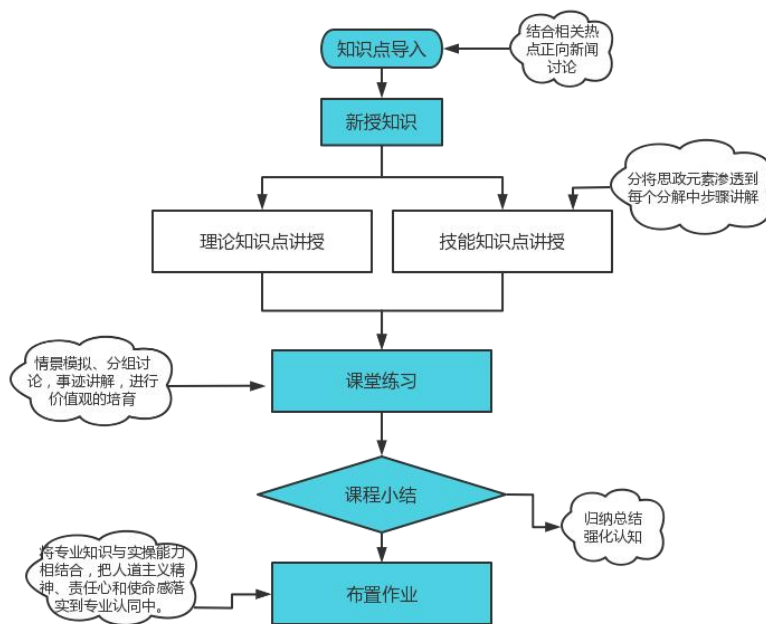 知识点导入
结合相关热
点正向新闻
讨论
新授知识
分将思政元素渗透到
每个分解中步骤讲解
理论知识点讲授
技能知识点讲授
情景模拟、分组讨
论，事迹讲解，进行
价值观的培育
课堂练习
课程小结
归纳总结
强化认知
将专业知识与实操能力
相结合，把人道主义精
神、责任心和使命感落
实到专业认同中。
布置作业